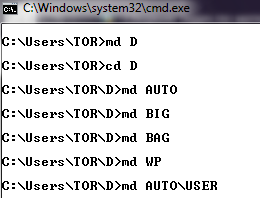 C:\Windows\system32\cmd.exe
C:\Users\TOR>md D
C:\Users\TOR>cd D
C:\Users\TOR\D>md AUTO
C:\Users\TOR\D>md BIG
C:\Users\TOR\D>md BAG
C:\Users\TOR\D>md WP
C:\Users\TOR\D>md AUTO\USER